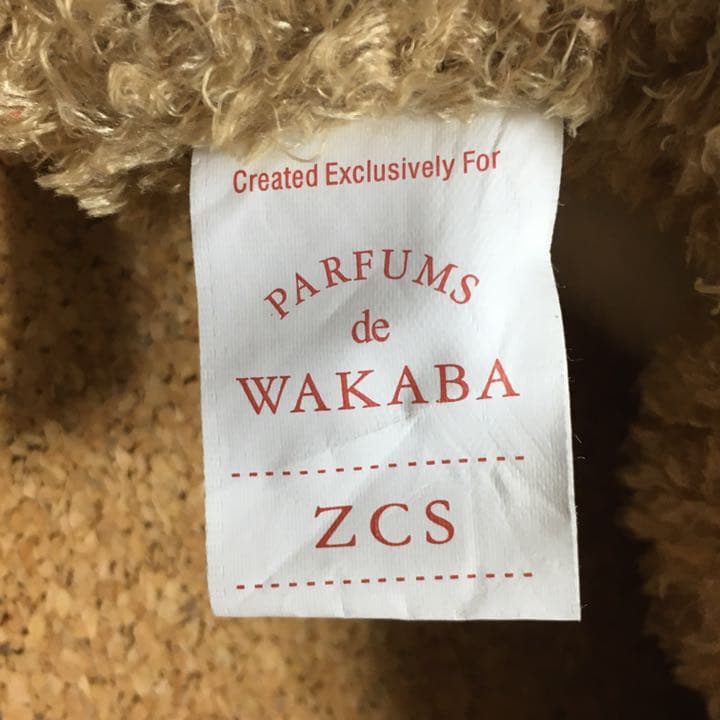 Created Exclusively For
PARFUMS
de
WAKABA
ZCS